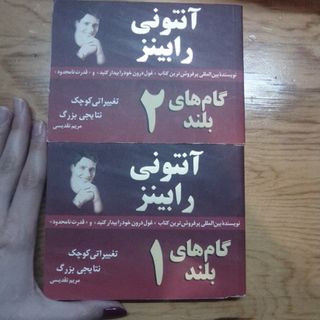 آنتونی
رابینز
نویسندهٔ بین‌المللی پرفروش‌ترین کتاب «غول درون خود را بیدار کنید» و «قدرت نامحدود»
گام‌های
بلند
۲
تغییراتی کوچک
نتایجی بزرگ
مریم تقدیسی
آنتونی
رابینز
نویسندهٔ بین‌المللی پرفروش‌ترین کتاب «غول درون خود را بیدار کنید» و «قدرت نامحدود»
گام‌های
بلند
۱
تغییراتی کوچک
نتایجی بزرگ
مریم تقدیسی